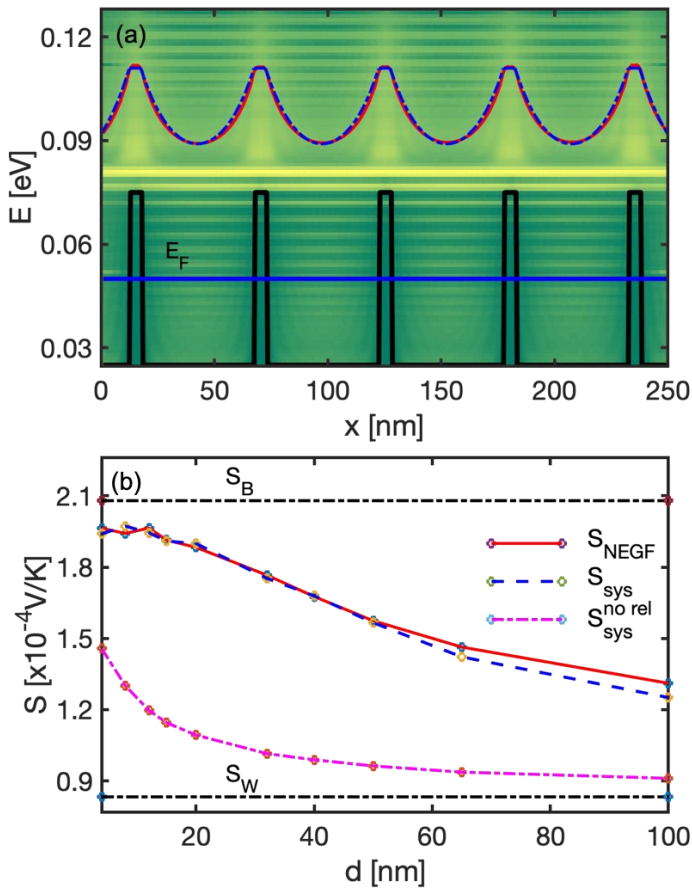 (a)
0.12
0.09
0.06
0.03
E [eV]
E_F
0 50 100 150 200 250
x [nm]
(b)
S_B
2.1
1.8
1.5
1.2
0.9
S [x10⁻⁴V/K]
S_NEGF
S_sys
S_sys^no rel
S_W
20 40 60 80 100
d [nm]